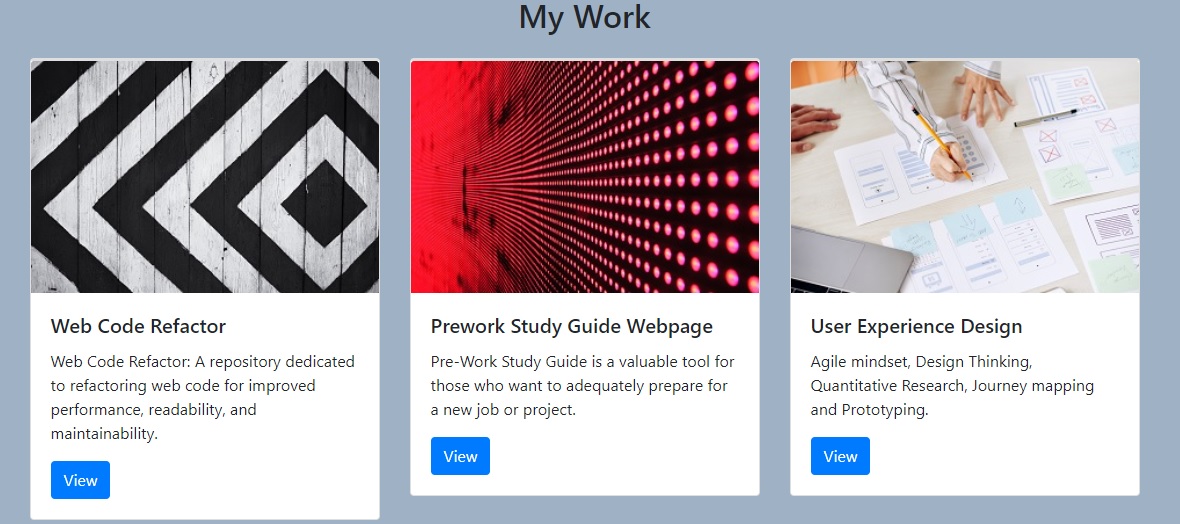 My Work
Web Code Refactor
Web Code Refactor: A repository dedicated
to refactoring web code for improved
performance, readability, and
maintainability.
View
Prework Study Guide Webpage
Pre-Work Study Guide is a valuable tool for
those who want to adequately prepare for
a new job or project.
View
User Experience Design
Agile mindset, Design Thinking,
Quantitative Research, Journey mapping
and Prototyping.
View